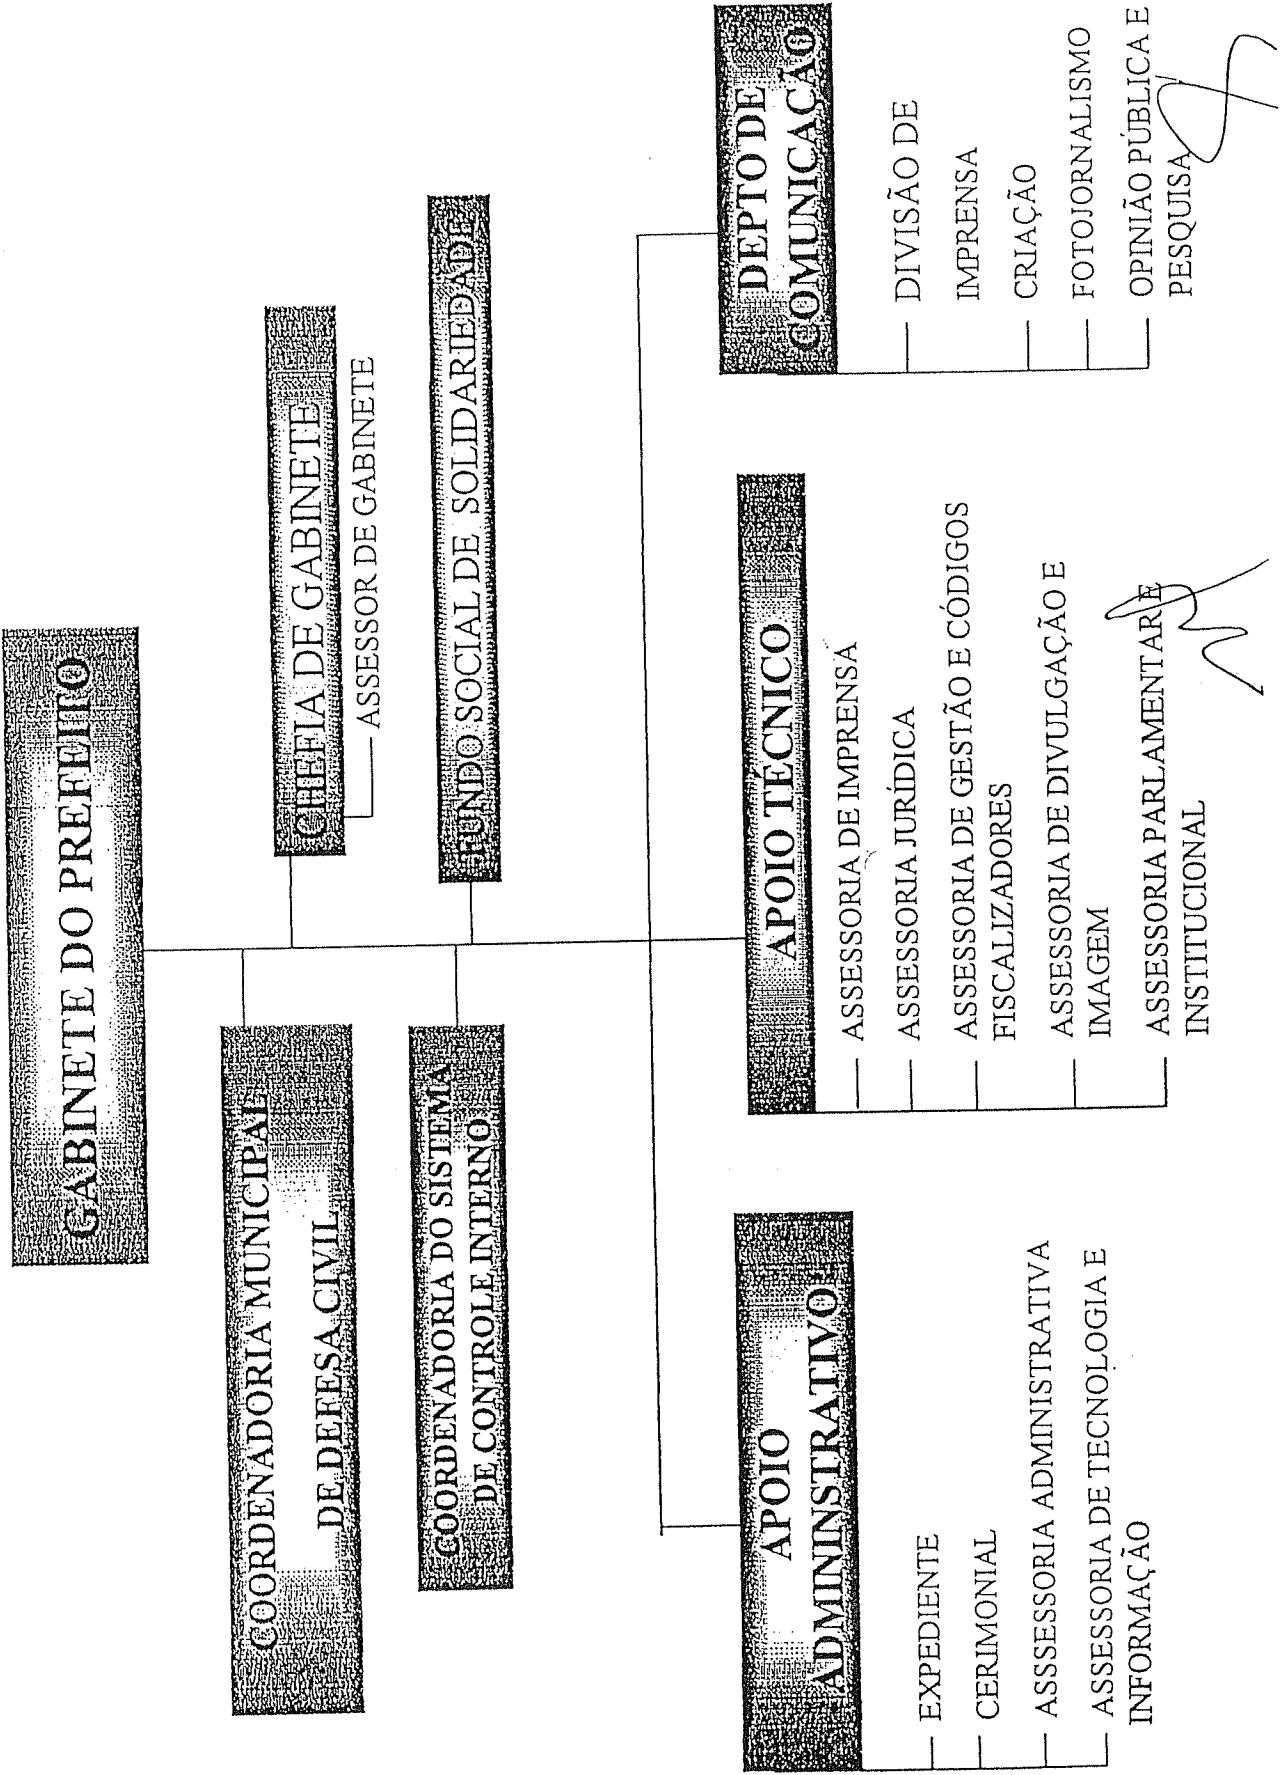 GABINETE DO PREFEITO
CHEFIA DE GABINETE
ASSESSOR DE GABINETE
COORDENADORIA MUNICIPAL
DE DEFESA CIVIL
FUNDO SOCIAL DE SOLIDARIEDADE
COORDENADORIA DO SISTEMA
DE CONTROLE INTERNO
APOIO
ADMININSTRATIVO
EXPEDIENTE
CERIMONIAL
ASSSESSORIA ADMINISTRATIVA
ASSESSORIA DE TECNOLOGIA E
INFORMAÇÃO
APOIO TÉCNICO
ASSESSORIA DE IMPRENSA
ASSESSORIA JURÍDICA
ASSESSORIA DE GESTÃO E CÓDIGOS
FISCALIZADORES
ASSESSORIA DE DIVULGAÇÃO E
IMAGEM
ASSESSORIA PARLAMENTAR E
INSTITUCIONAL
DEPTO DE
COMUNICAÇÃO
DIVISÃO DE
IMPRENSA
CRIAÇÃO
FOTOJORNALISMO
OPINIÃO PÚBLICA E
PESQUISA